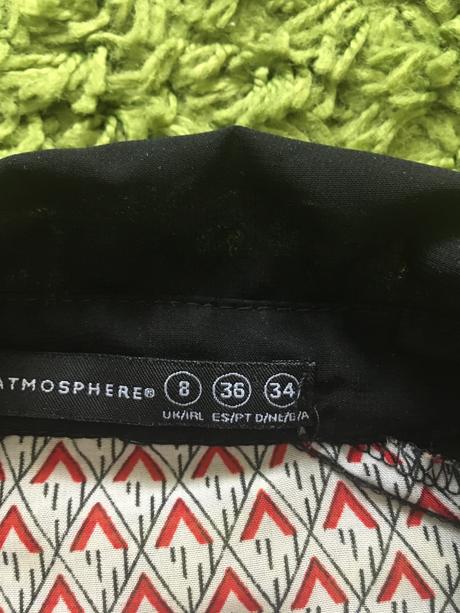 ATMOSPHERE® 8 36 34
UK/IRL ES/PT D/NL/B/A